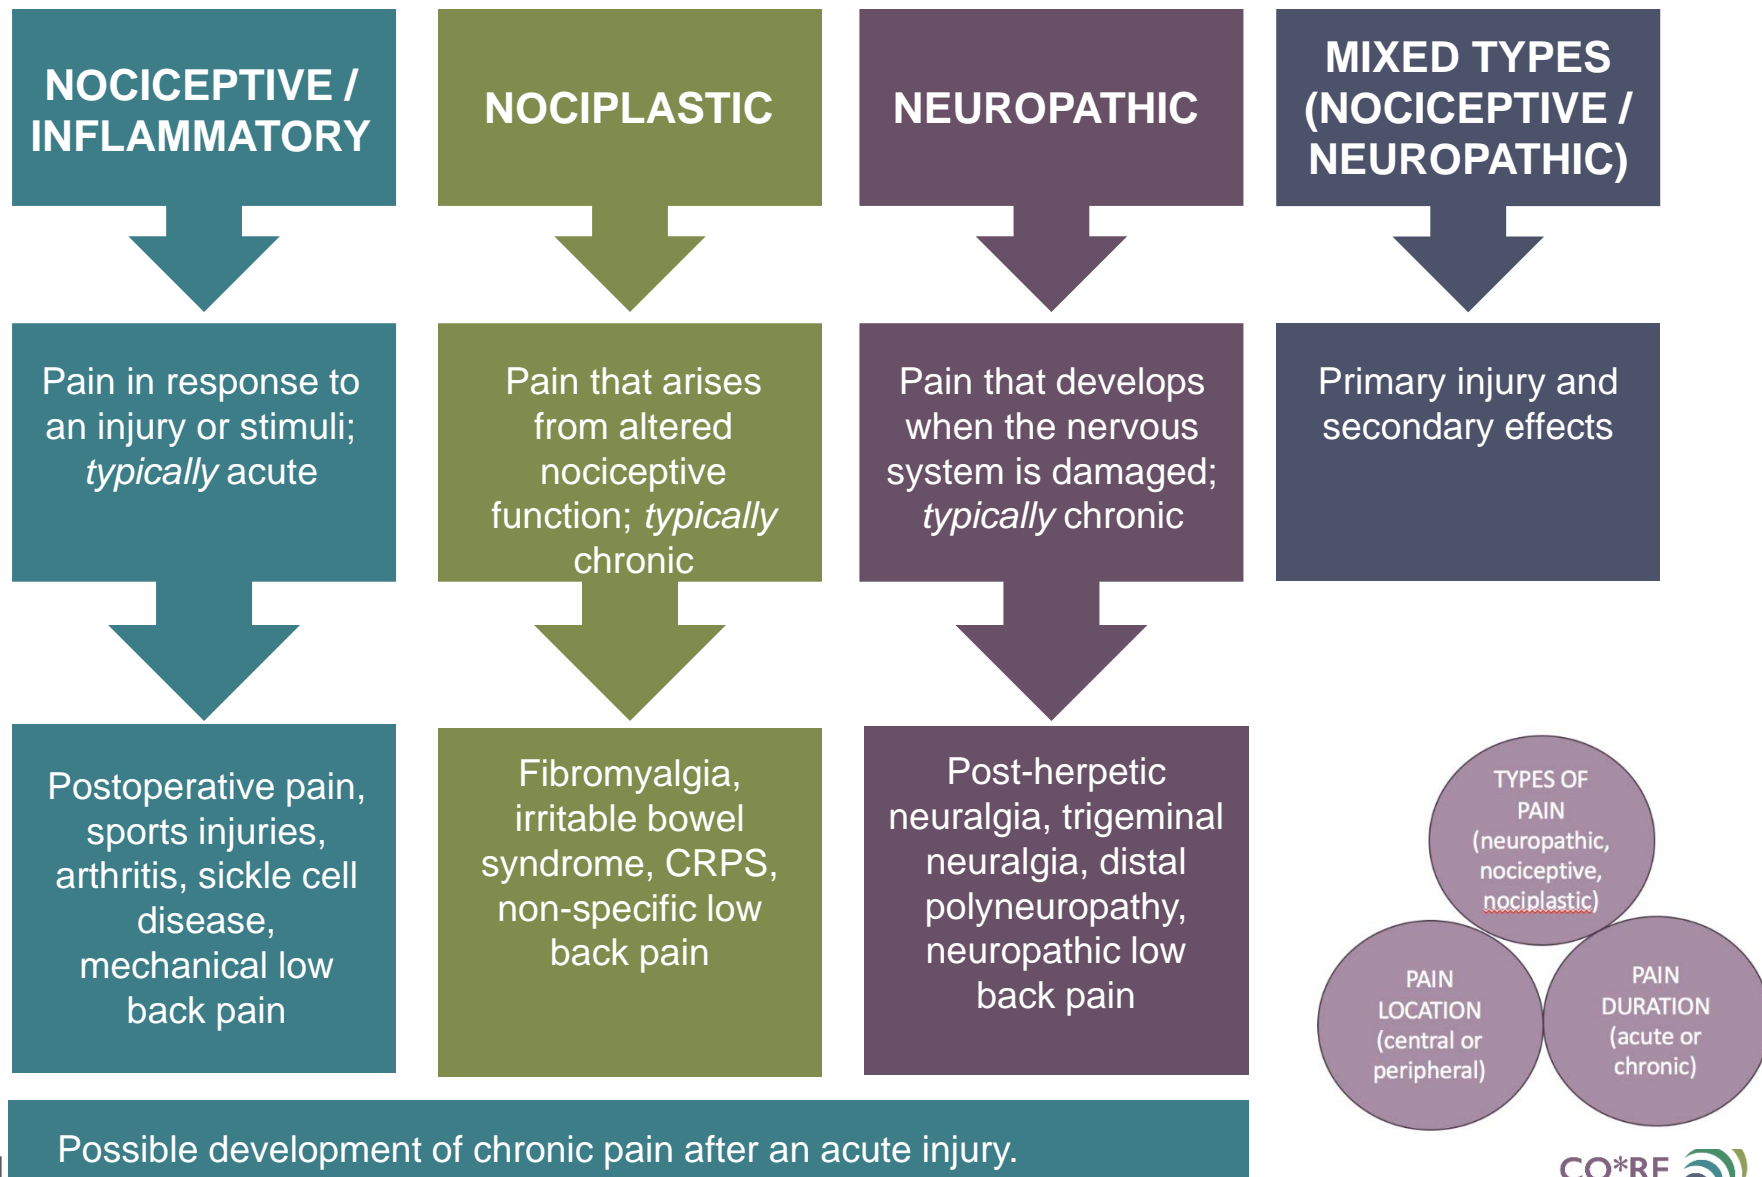 NOCICEPTIVE /
INFLAMMATORY
Pain in response to
an injury or stimuli;
typically acute
Postoperative pain,
sports injuries,
arthritis, sickle cell
disease,
mechanical low
back pain
NOCIPLASTIC
Pain that arises
from altered
nociceptive
function; typically
chronic
Fibromyalgia,
irritable bowel
syndrome, CRPS,
non-specific low
back pain
NEUROPATHIC
Pain that develops
when the nervous
system is damaged;
typically chronic
Post-herpetic
neuralgia, trigeminal
neuralgia, distal
polyneuropathy,
neuropathic low
back pain
MIXED TYPES
(NOCICEPTIVE /
NEUROPATHIC)
Primary injury and
secondary effects
TYPES OF
PAIN
(neuropathic,
nociceptive,
nociplastic)
PAIN
LOCATION
(central or
peripheral)
PAIN
DURATION
(acute or
chronic)
Possible development of chronic pain after an acute injury.
CO*RE